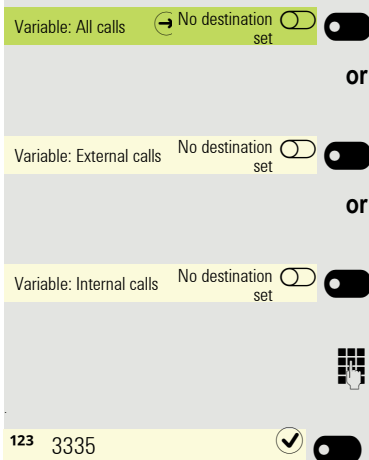 Variable: All calls No destination
set
or
Variable: External calls No destination
set
or
Variable: Internal calls No destination
set
123 3335